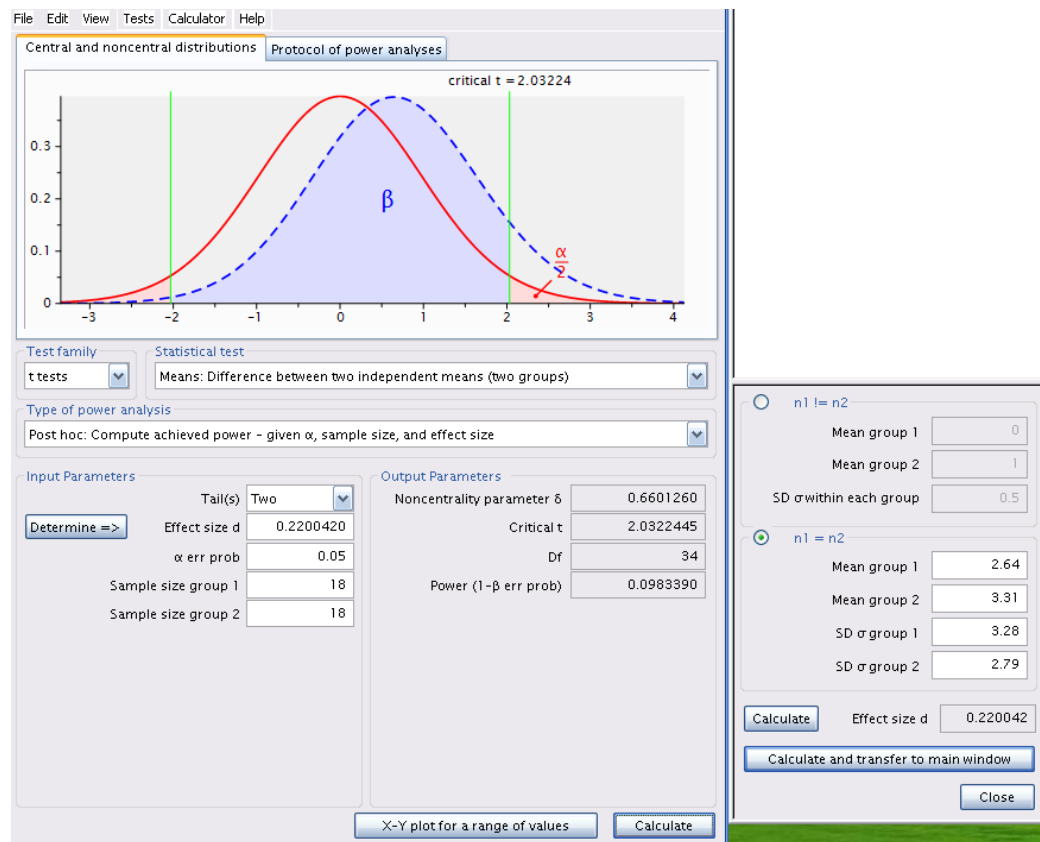 File Edit View Tests Calculator Help
Central and noncentral distributions Protocol of power analyses
critical t = 2.03224
0.3
0.2
0.1
0
β
α
2
-3 -2 -1 0 1 2 3 4
Test family Statistical test
t tests Means: Difference between two independent means (two groups)
Type of power analysis
Post hoc: Compute achieved power – given α, sample size, and effect size
Input Parameters
Tail(s) Two
Determine => Effect size d 0.2200420
α err prob 0.05
Sample size group 1 18
Sample size group 2 18
Output Parameters
Noncentrality parameter δ 0.6601260
Critical t 2.0322445
Df 34
Power (1-β err prob) 0.0983390
X-Y plot for a range of values Calculate
n1 != n2
Mean group 1 0
Mean group 2 1
SD σ within each group 0.5
n1 = n2
Mean group 1 2.64
Mean group 2 3.31
SD σ group 1 3.28
SD σ group 2 2.79
Calculate Effect size d 0.220042
Calculate and transfer to main window
Close